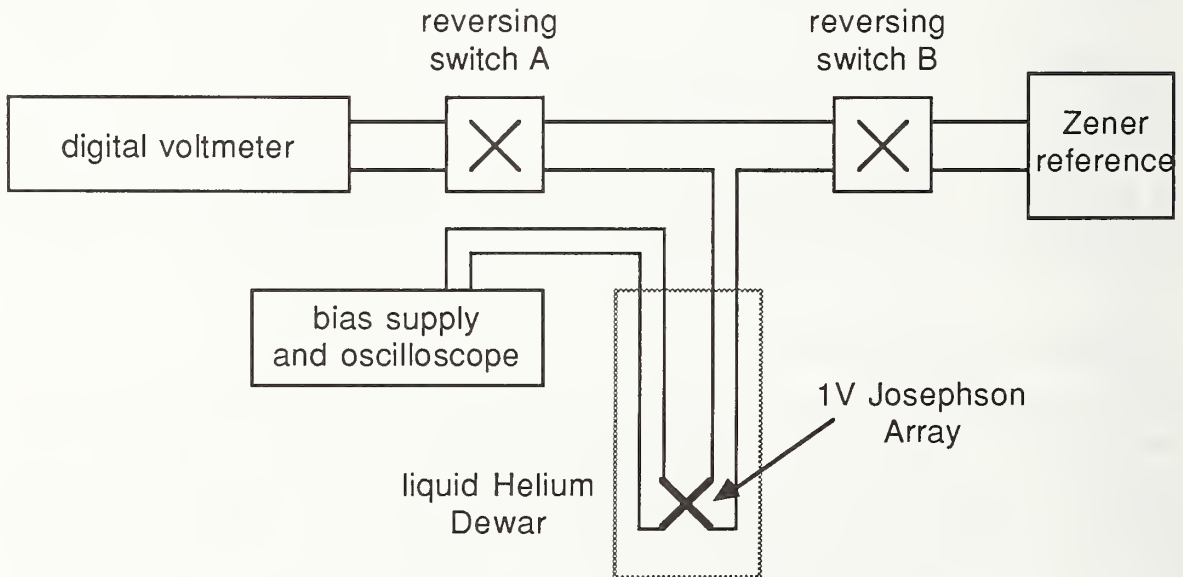 reversing
switch A
reversing
switch B
digital voltmeter
Zener
reference
bias supply
and oscilloscope
1V Josephson
Array
liquid Helium
Dewar